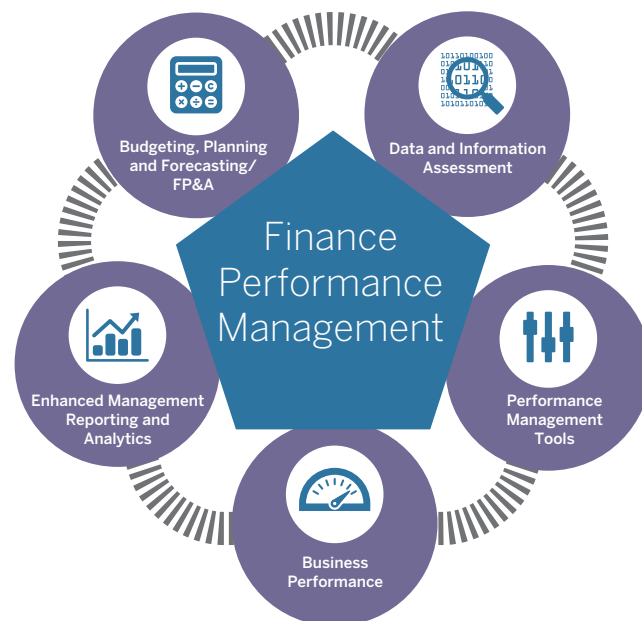 Budgeting, Planning
and Forecasting/
FP&A
Data and Information
Assessment
Finance
Performance
Management
Enhanced Management
Reporting and
Analytics
Performance
Management
Tools
Business
Performance